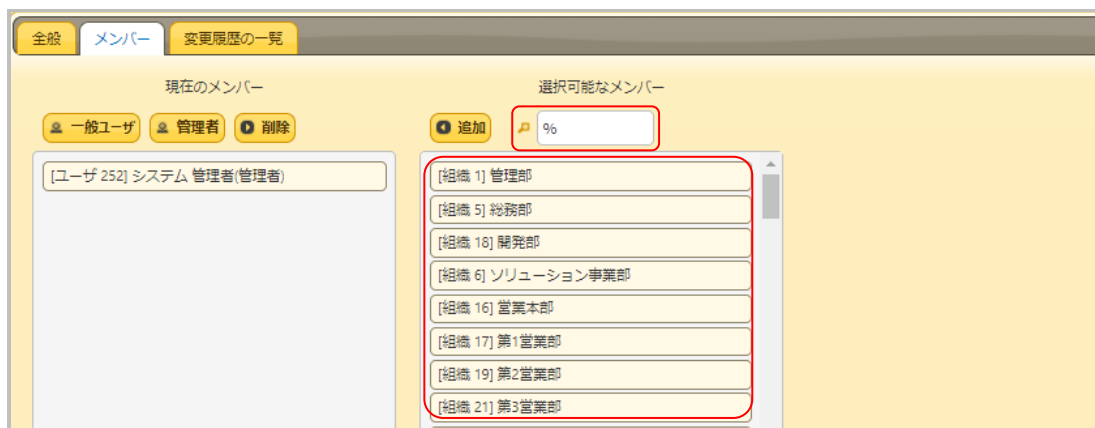 全般 メンバー 変更履歴の一覧
現在のメンバー 選択可能なメンバー
一般ユーザ 管理者 削除 追加 %
[ユーザ 252] システム 管理者(管理者)
[組織 1] 管理部
[組織 5] 総務部
[組織 18] 開発部
[組織 6] ソリューション事業部
[組織 16] 営業本部
[組織 17] 第1営業部
[組織 19] 第2営業部
[組織 21] 第3営業部